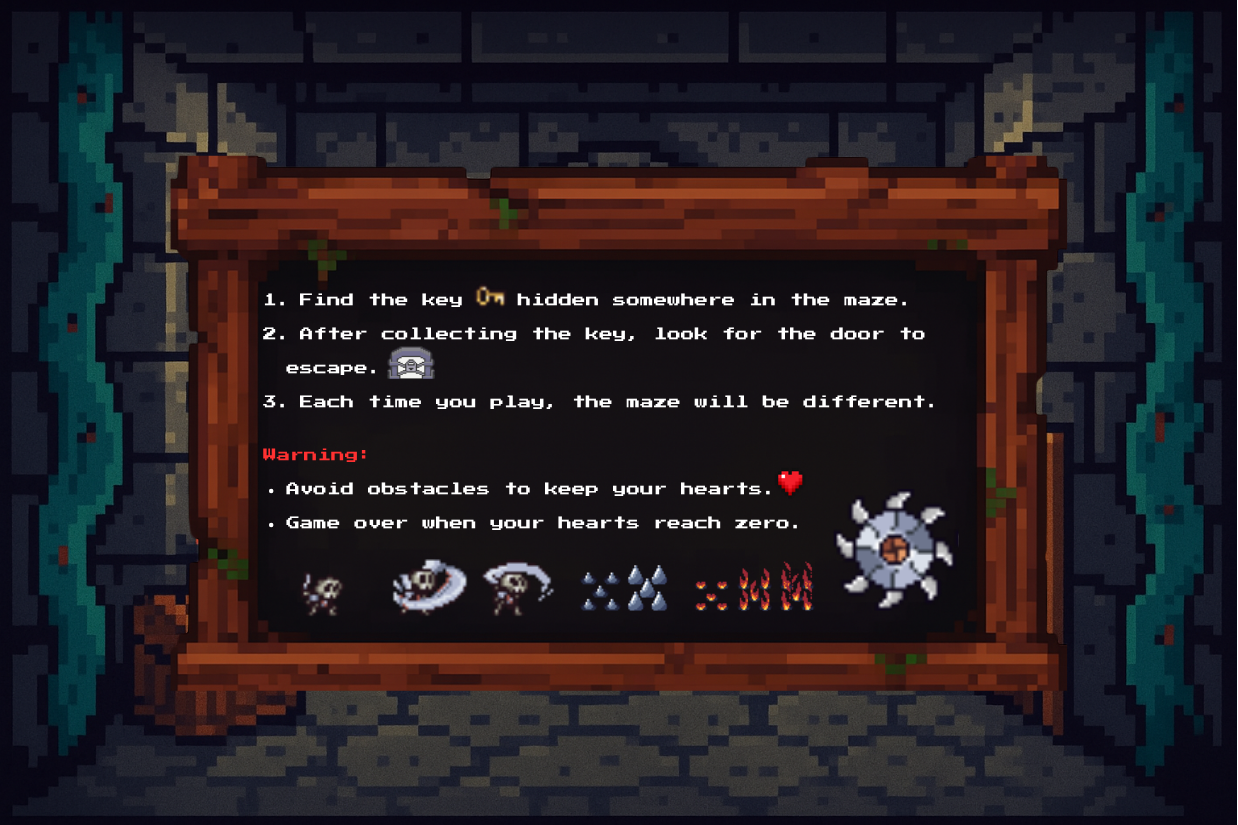 1. Find the key hidden somewhere in the maze.
2. After collecting the key, look for the door to
escape.
3. Each time you play, the maze will be different.
Warning:
• Avoid obstacles to keep your hearts.
• Game over when your hearts reach zero.